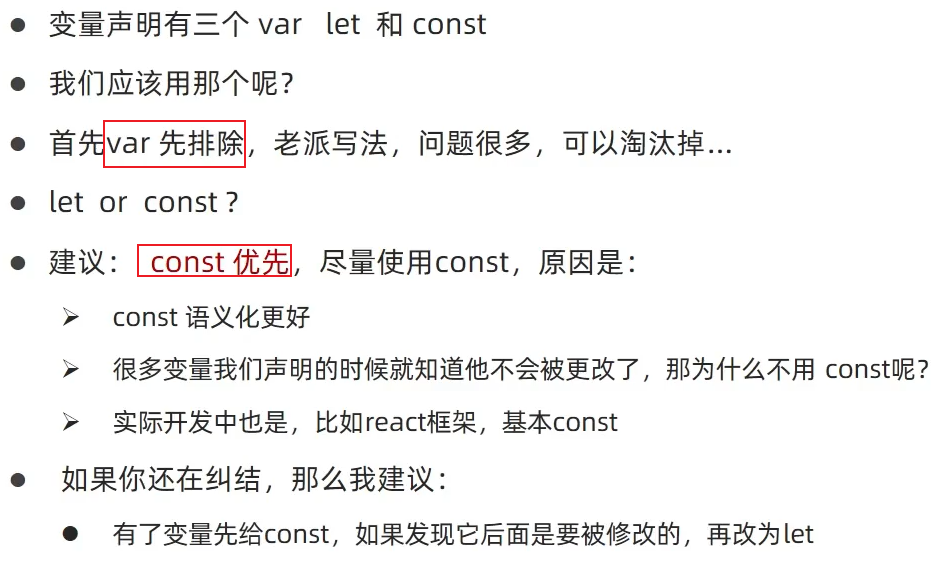 变量声明有三个 var let 和 const
我们应该用那个呢？
首先var 先排除，老派写法，问题很多，可以淘汰掉...
let or const ?
建议： const 优先，尽量使用const，原因是：
const 语义化更好
很多变量我们声明的时候就知道他不会被更改了，那为什么不用 const呢？
实际开发中也是，比如react框架，基本const
如果你还在纠结，那么我建议：
有了变量先给const，如果发现它后面是要被修改的，再改为let